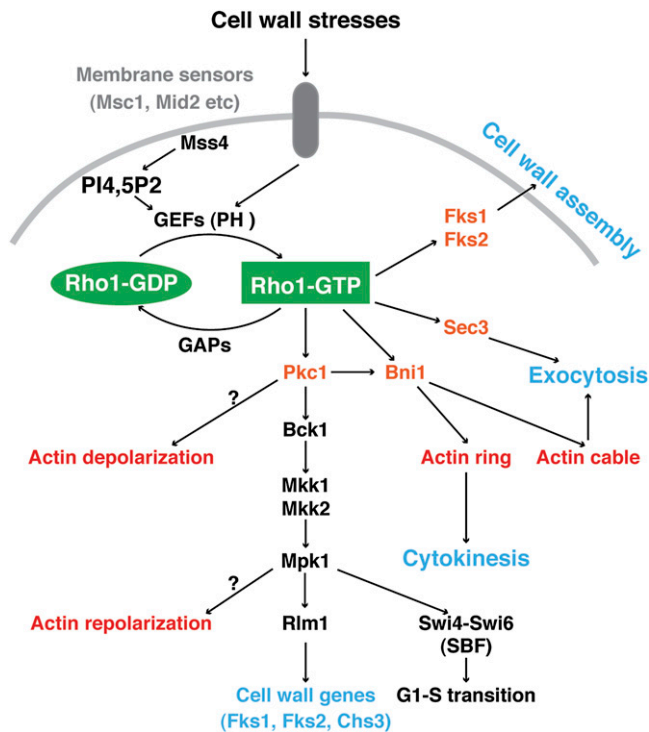 Cell wall stresses
Membrane sensors
(Msc1, Mid2 etc)
Mss4
PI4,5P2
GEFs (PH )
Cell wall assembly
Fks1
Fks2
Rho1-GDP
Rho1-GTP
GAPs
Sec3
Pkc1
Bni1
Exocytosis
?
Bck1
Actin depolarization
Actin ring
Actin cable
Mkk1
Mkk2
Mpk1
Cytokinesis
?
Actin repolarization
Rlm1
Swi4-Swi6
(SBF)
Cell wall genes
(Fks1, Fks2, Chs3)
G1-S transition